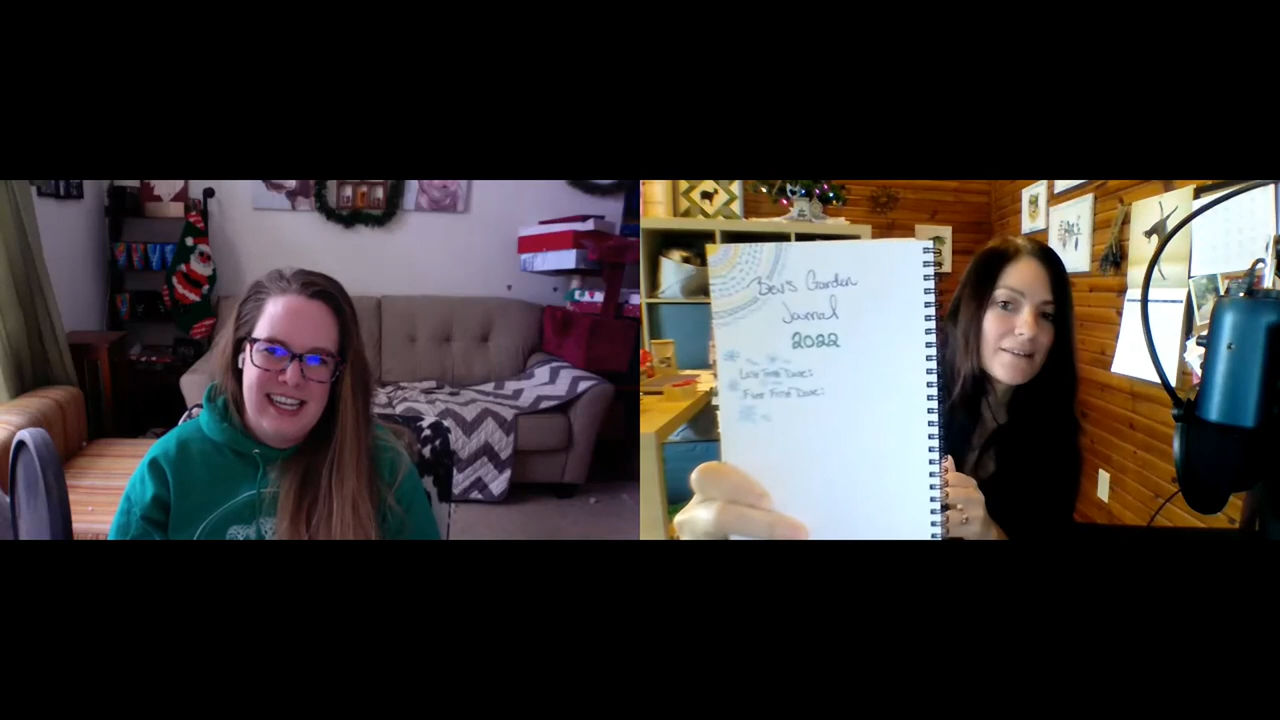 Bev's Garden
Journal
2022
Last Frost Date:
First Frost Date: